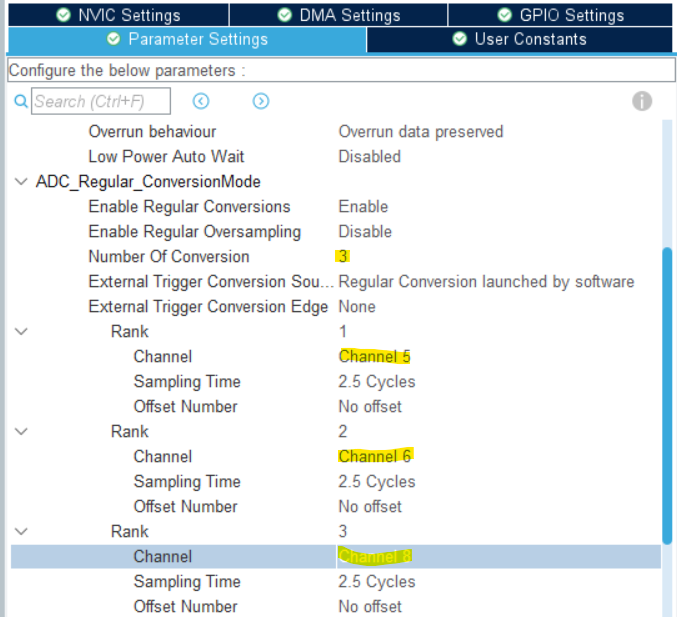 NVIC Settings DMA Settings GPIO Settings
Parameter Settings User Constants
Configure the below parameters :
Search (Ctrl+F)
Overrun behaviour Overrun data preserved
Low Power Auto Wait Disabled
ADC_Regular_ConversionMode
Enable Regular Conversions Enable
Enable Regular Oversampling Disable
Number Of Conversion 3
External Trigger Conversion Sou... Regular Conversion launched by software
External Trigger Conversion Edge None
Rank 1
Channel Channel 5
Sampling Time 2.5 Cycles
Offset Number No offset
Rank 2
Channel Channel 6
Sampling Time 2.5 Cycles
Offset Number No offset
Rank 3
Channel Channel 8
Sampling Time 2.5 Cycles
Offset Number No offset